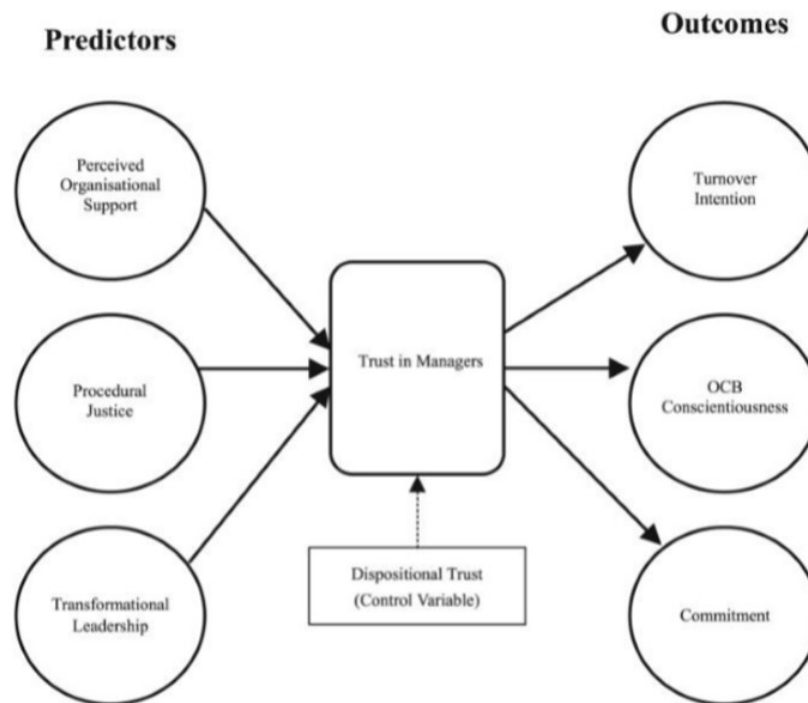 Predictors
Outcomes
Perceived
Organisational
Support
Turnover
Intention
Trust in Managers
Procedural
Justice
OCB
Conscientiousness
Dispositional Trust
(Control Variable)
Transformational
Leadership
Commitment